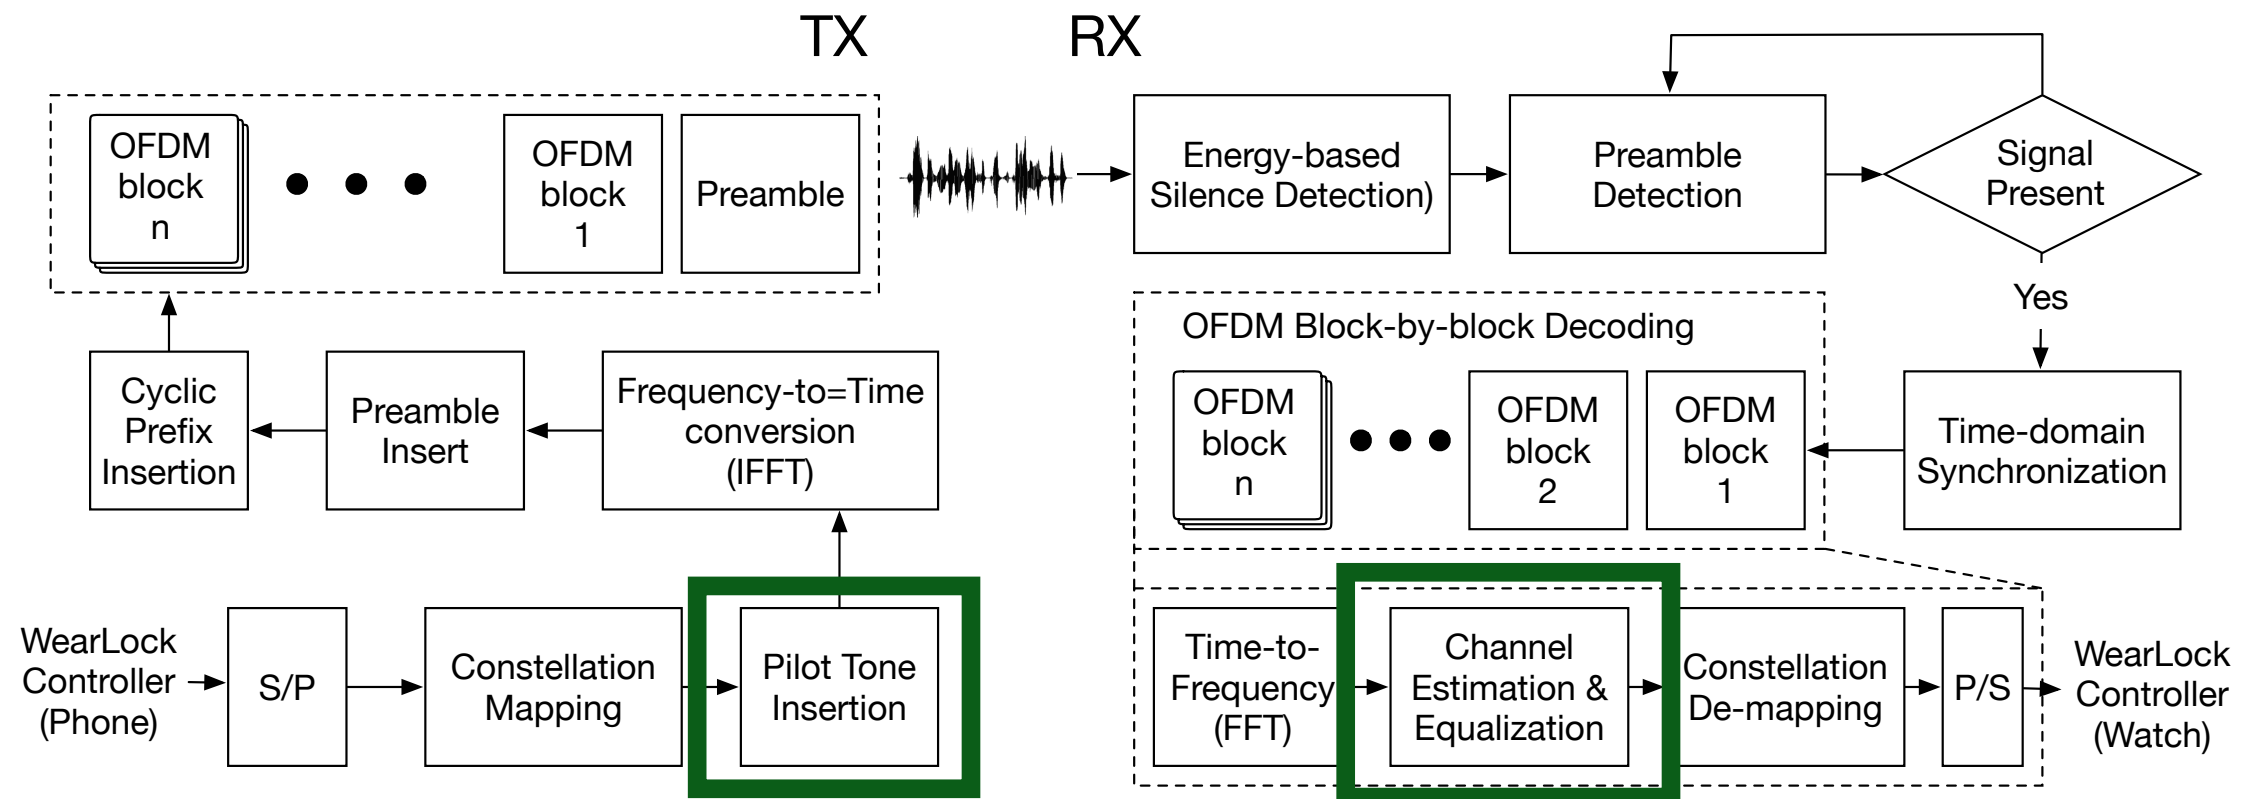 TX
RX
OFDM
block
n
OFDM
block
1
Preamble
Energy-based
Silence Detection)
Preamble
Detection
Signal
Present
Yes
Cyclic
Prefix
Insertion
Preamble
Insert
Frequency-to=Time
conversion
(IFFT)
OFDM Block-by-block Decoding
OFDM
block
n
OFDM
block
2
OFDM
block
1
Time-domain
Synchronization
WearLock
Controller
(Phone)
S/P
Constellation
Mapping
Pilot Tone
Insertion
Time-to-
Frequency
(FFT)
Channel
Estimation &
Equalization
Constellation
De-mapping
P/S
WearLock
Controller
(Watch)